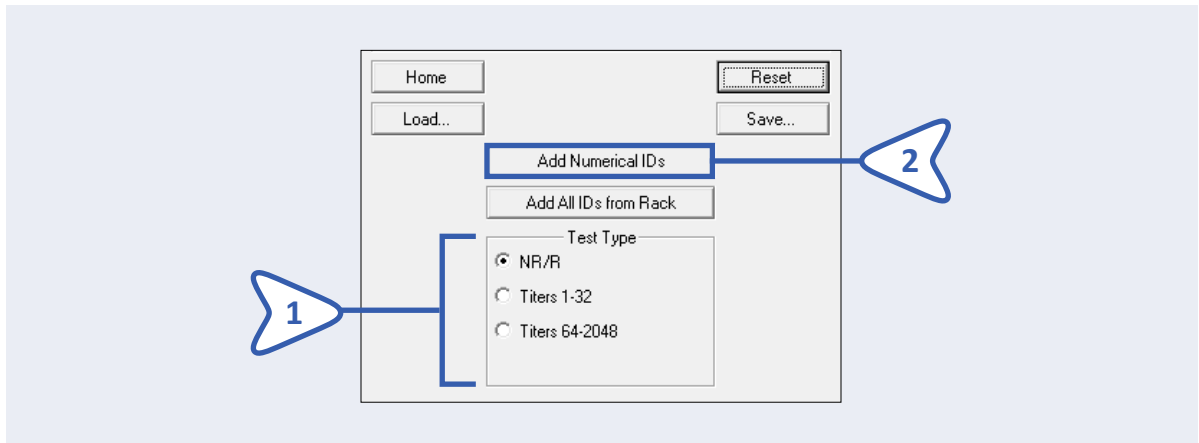 Home
Reset
Load...
Save...
Add Numerical IDs
2
Add All IDs from Rack
Test Type
NR/R
1
Titers 1-32
Titers 64-2048